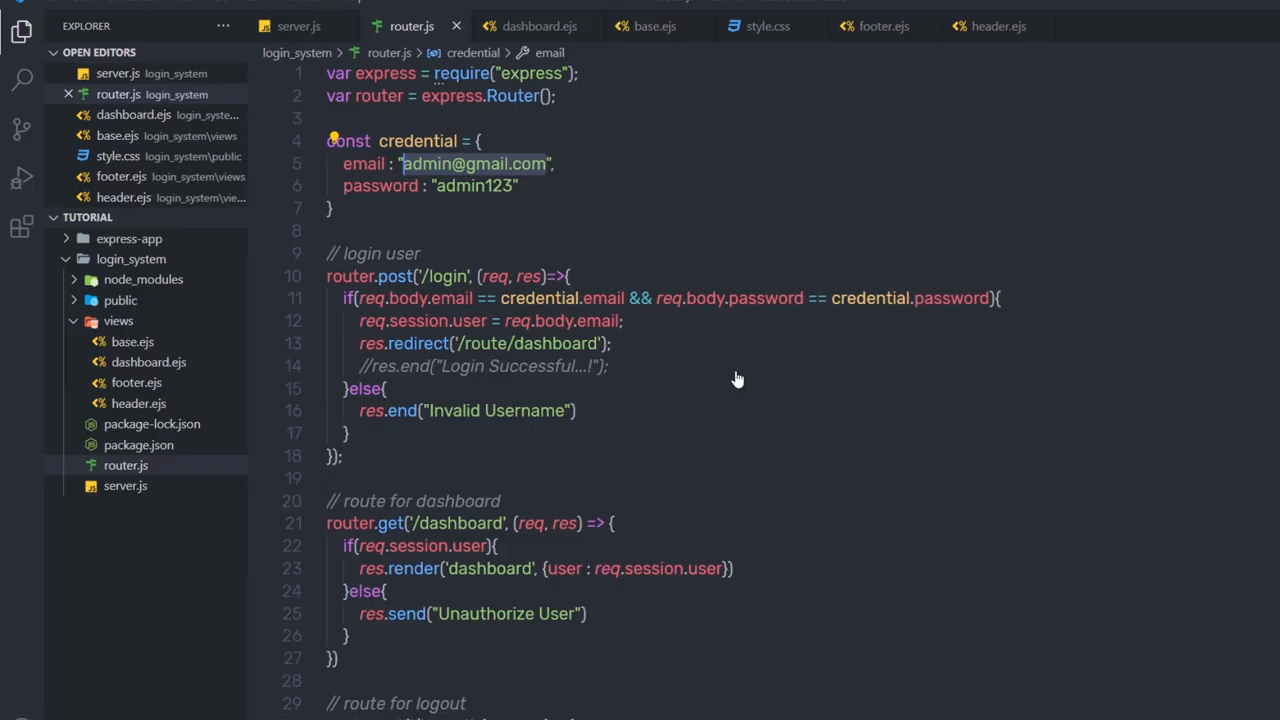 EXPLORER
OPEN EDITORS
server.js login_system
router.js login_system
dashboard.ejs login_syste...
base.ejs login_system\views
style.css login_system\public
footer.ejs login_system\views
header.ejs login_system\vie...
TUTORIAL
express-app
login_system
node_modules
public
views
base.ejs
dashboard.ejs
footer.ejs
header.ejs
package-lock.json
package.json
router.js
server.js
server.js router.js dashboard.ejs base.ejs style.css footer.ejs header.ejs
login_system > router.js > credential > email
1 var express = require("express");
2 var router = express.Router();
3
4 const credential = {
5 email : "admin@gmail.com",
6 password : "admin123"
7 }
8
9 // login user
10 router.post('/login', (req, res)=>{
11 if(req.body.email == credential.email && req.body.password == credential.password){
12 req.session.user = req.body.email;
13 res.redirect('/route/dashboard');
14 //res.end("Login Successful...!");
15 }else{
16 res.end("Invalid Username")
17 }
18 });
19
20 // route for dashboard
21 router.get('/dashboard', (req, res) => {
22 if(req.session.user){
23 res.render('dashboard', {user : req.session.user})
24 }else{
25 res.send("Unauthorize User")
26 }
27 })
28
29 // route for logout